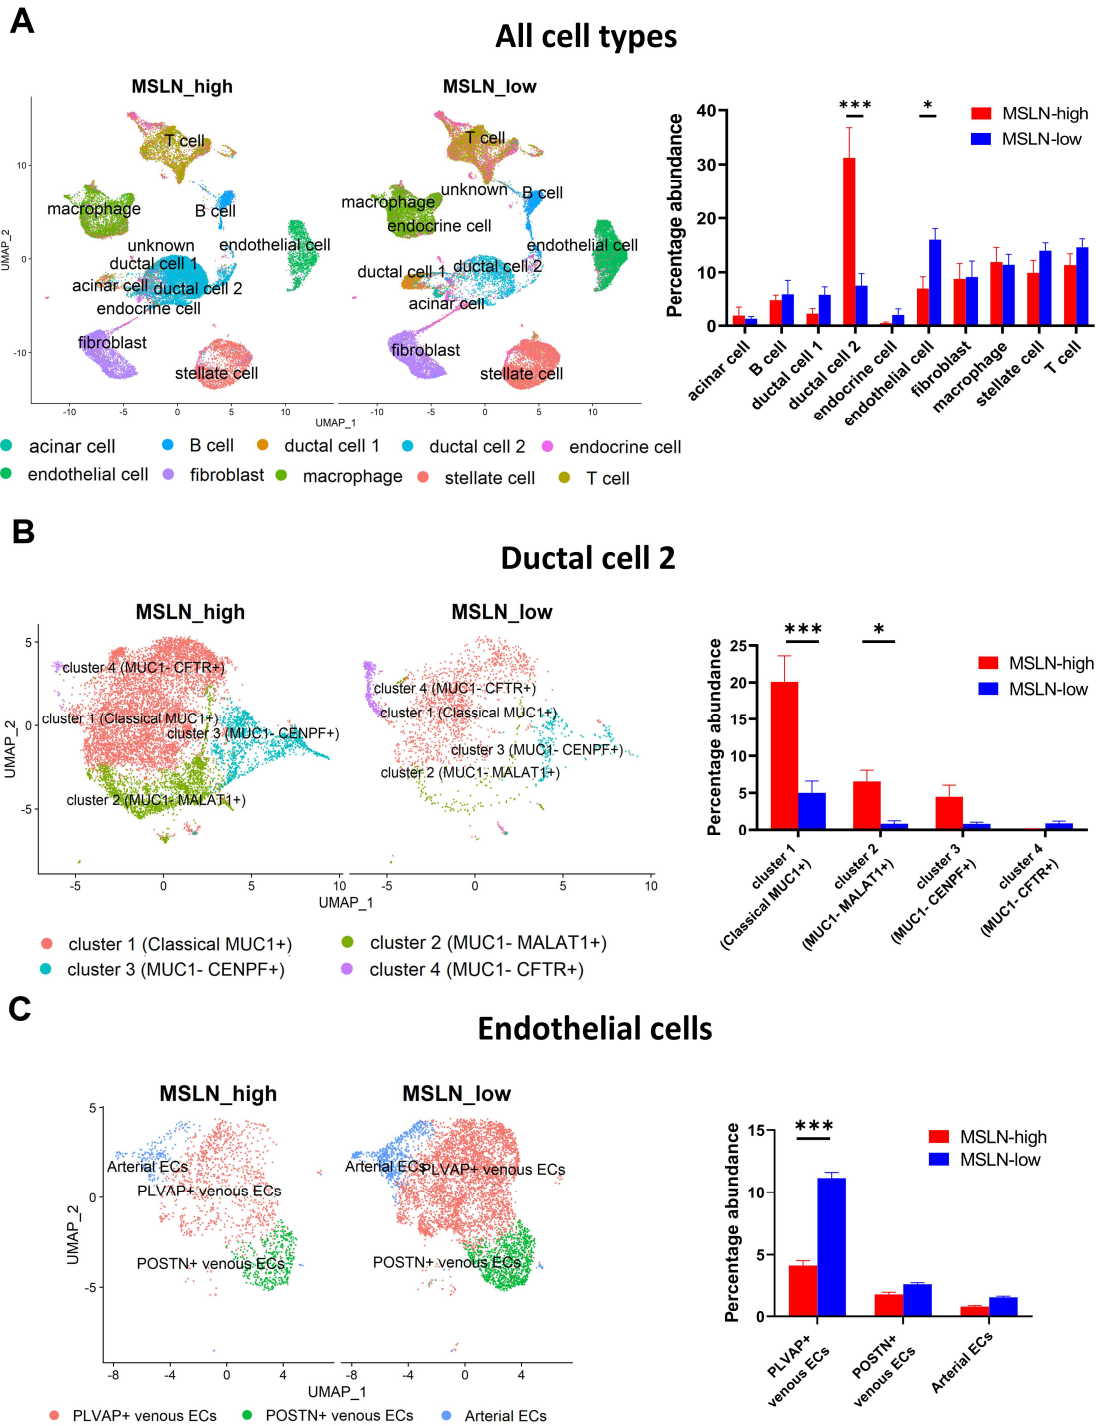 A
All cell types
MSLN_high
MSLN_low
T cell
macrophage
B cell
unknown
endothelial cell
ductal cell 1
acinar cell
ductal cell 2
endocrine cell
fibroblast
stellate cell
T cell
unknown
B cell
macrophage
endocrine cell
endothelial cell
ductal cell 1
ductal cell 2
acinar cell
fibroblast
stellate cell
UMAP_2
10
0
-10
-10
-5
0
5
10
-10
-5
0
5
10
UMAP_1
acinar cell
B cell
ductal cell 1
ductal cell 2
endocrine cell
endothelial cell
fibroblast
macrophage
stellate cell
T cell
Percentage abundance
40
30
20
10
0
***
*
MSLN-high
MSLN-low
acinar cell
B cell
ductal cell 1
ductal cell 2
endocrine cell
endothelial cell
fibroblast
macrophage
stellate cell
T cell
B
Ductal cell 2
MSLN_high
MSLN_low
cluster 4 (MUC1- CFTR+)
cluster 1 (Classical MUC1+)
cluster 3 (MUC1- CENPF+)
cluster 2 (MUC1- MALAT1+)
cluster 4 (MUC1- CFTR+)
cluster 1 (Classical MUC1+)
cluster 3 (MUC1- CENPF+)
cluster 2 (MUC1- MALAT1+)
UMAP_2
5
0
-5
-5
0
5
10
-5
0
5
10
UMAP_1
cluster 1 (Classical MUC1+)
cluster 2 (MUC1- MALAT1+)
cluster 3 (MUC1- CENPF+)
cluster 4 (MUC1- CFTR+)
Percentage abundance
25
20
15
10
5
0
***
*
MSLN-high
MSLN-low
cluster 1
(Classical MUC1+)
cluster 2
(MUC1- MALAT1+)
cluster 3
(MUC1- CENPF+)
cluster 4
(MUC1- CFTR+)
C
Endothelial cells
MSLN_high
MSLN_low
Arterial ECs
PLVAP+ venous ECs
POSTN+ venous ECs
Arterial ECs
PLVAP+ venous ECs
POSTN+ venous ECs
UMAP_2
5
0
-5
-8
-4
0
4
-8
-4
0
4
UMAP_1
PLVAP+ venous ECs
POSTN+ venous ECs
Arterial ECs
Percentage abundance
15
10
5
0
***
MSLN-high
MSLN-low
PLVAP+
venous ECs
POSTN+
venous ECs
Arterial ECs